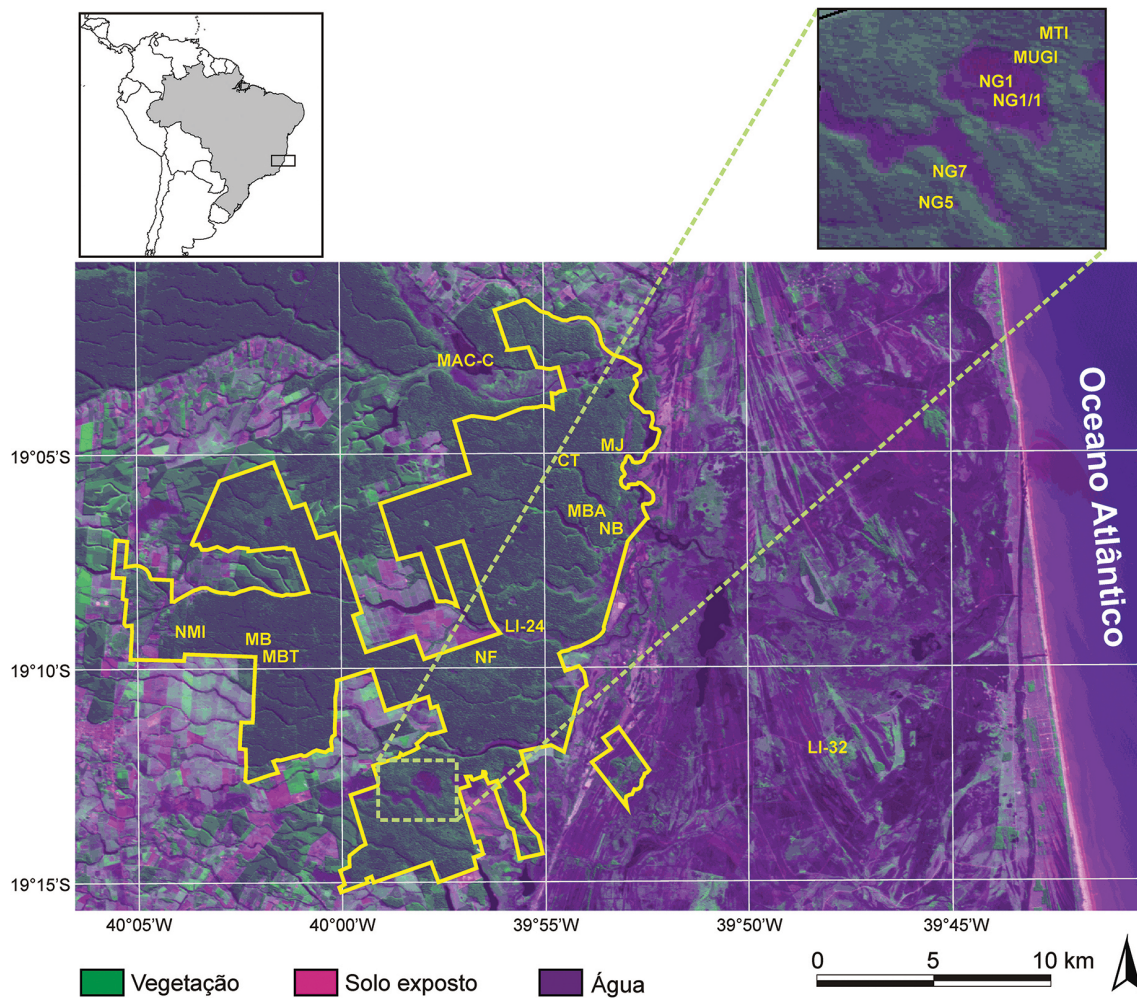 MTI
MUGI
NG1
NG1/1
NG7
NG5
MAC-C
MJ
CT
MBA
NB
LI-24
NF
NMI
MB
MBT
LI-32
Oceano Atlântico
19°05'S
19°10'S
19°15'S
40°05'W
40°00'W
39°55'W
39°50'W
39°45'W
Vegetação
Solo exposto
Água
0
5
10 km